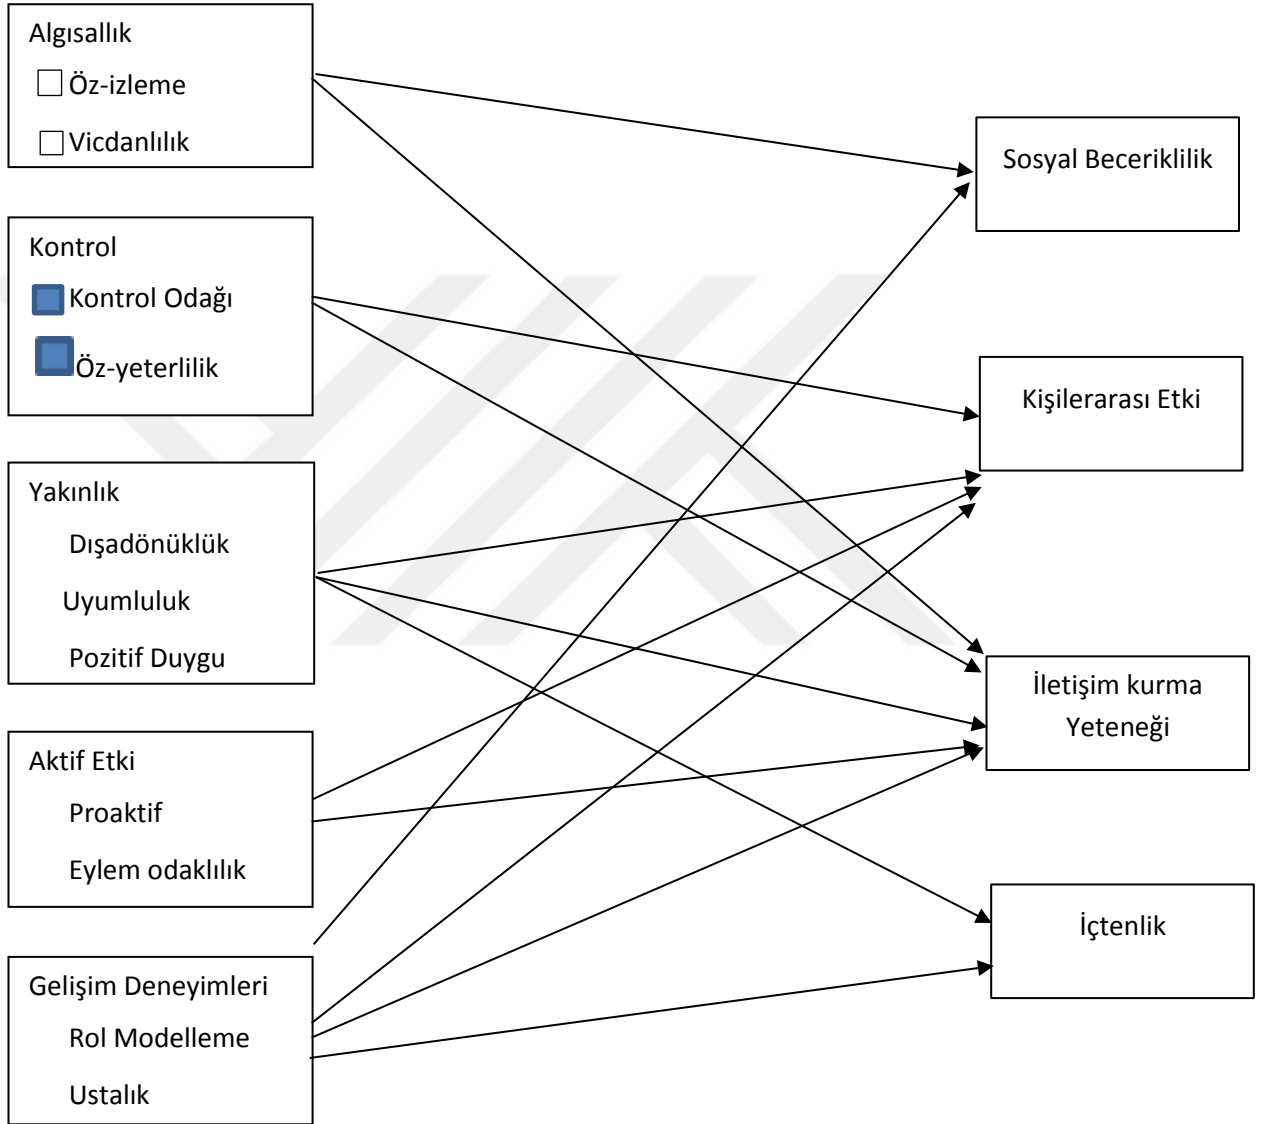 Algısallık
Öz-izleme
Vicdanlılık
Sosyal Beceriklilik
Kontrol
Kontrol Odağı
Öz-yeterlilik
Kişilerarası Etki
Yakınlık
Dışadönüklük
Uyumluluk
Pozitif Duygu
İletişim kurma
Yeteneği
Aktif Etki
Proaktif
Eylem odaklılık
İçtenlik
Gelişim Deneyimleri
Rol Modelleme
Ustalık